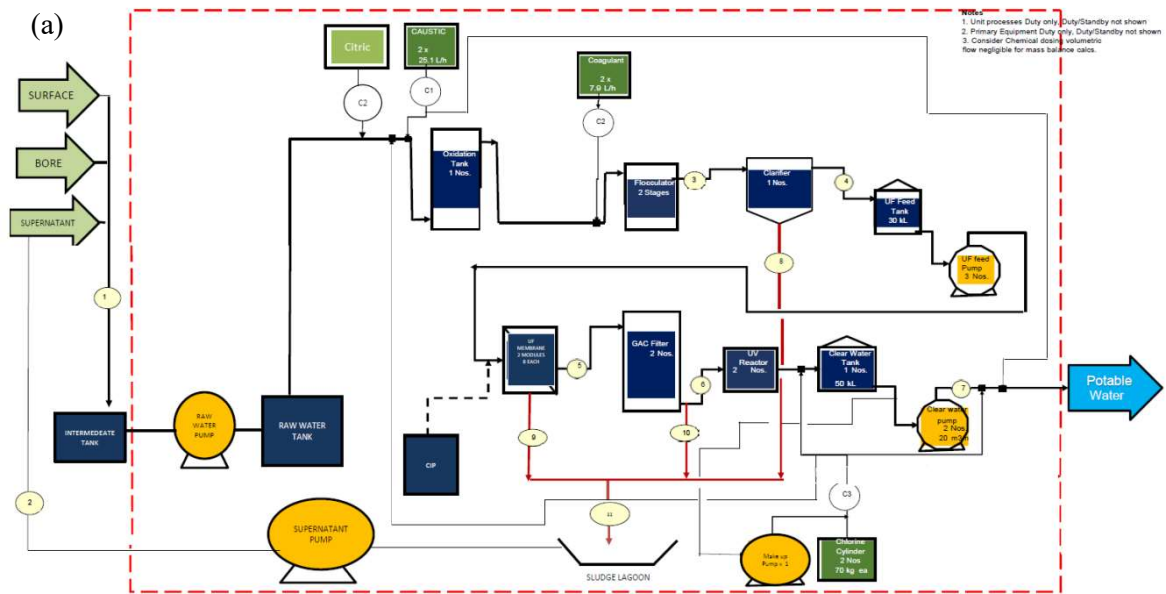 (a)
Notes
1. Unit processes Duty only, Duty/Standby not shown
2. Primary Equipment Duty only, Duty/Standby not shown
3. Consider Chemical dosing volumetric
flow negligible for mass balance calcs.
Citric
CAUSTIC
2 x
25.1 L/h
Coagulant
2 x
7.9 L/h
C2
C1
C2
SURFACE
BORE
SUPERNATANT
Oxidation
Tank
1 Nos.
Flocculator
2 Stages
3
Clarifier
1 Nos.
4
UF Feed
Tank
30 kL
UF feed
Pump
3 Nos.
8
1
UF
MEMBRANE
2 MODULES
8 EACH
5
GAC Filter
2 Nos.
6
UV
Reactor
2 Nos.
Clear Water
Tank
1 Nos.
50 kL
7
Clear water
pump
2 Nos
20 m3/h
Potable
Water
INTERMEDEATE
TANK
RAW
WATER
PUMP
RAW WATER
TANK
CIP
9
10
2
SUPERNATANT
PUMP
11
SLUDGE LAGOON
C3
Make up
Pump x 2
Chlorine
Cylinder
2 Nos
70 kg ea